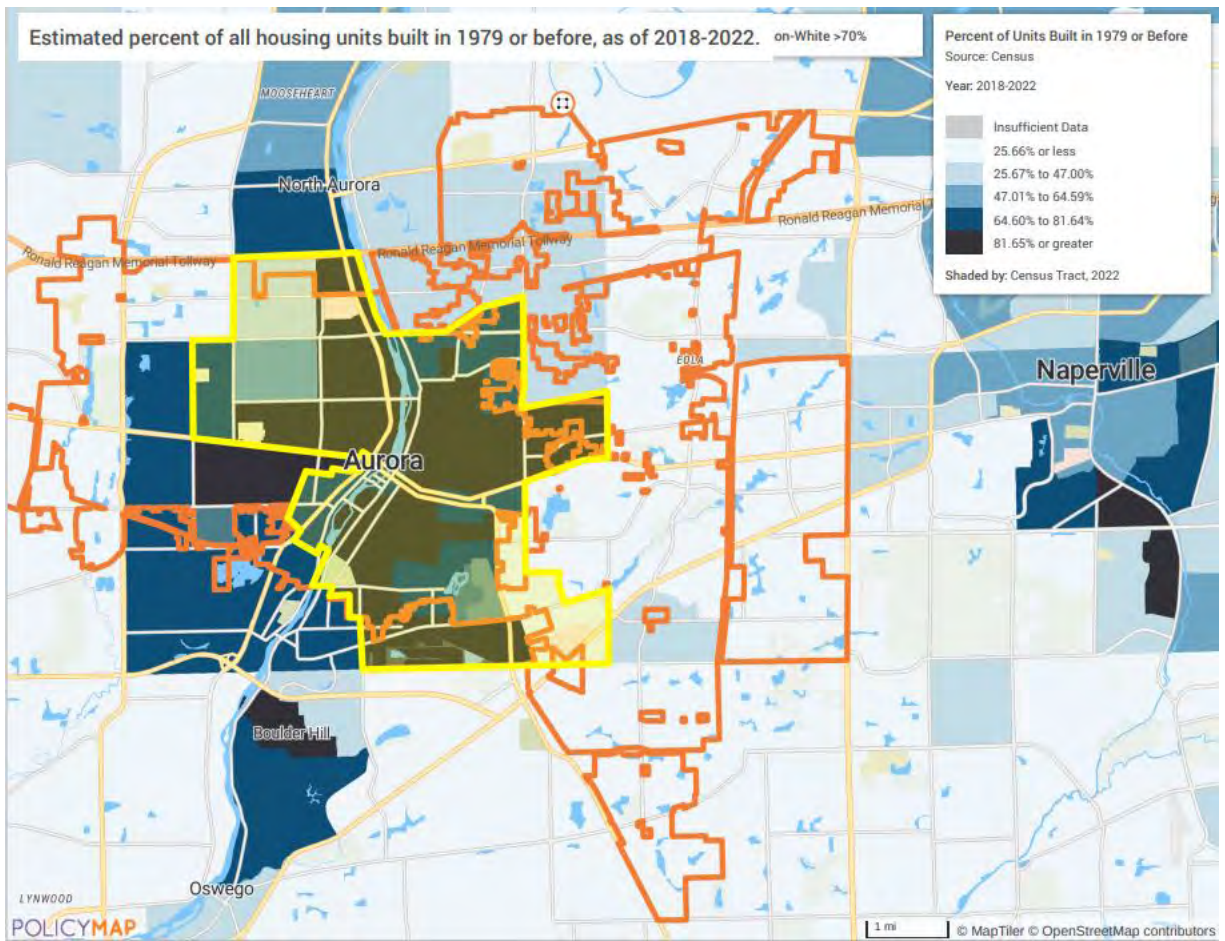 Estimated percent of all housing units built in 1979 or before, as of 2018-2022.
on-White >70%
Percent of Units Built in 1979 or Before
Source: Census
Year: 2018-2022
Insufficient Data
25.66% or less
25.67% to 47.00%
47.01% to 64.59%
64.60% to 81.64%
81.65% or greater
Shaded by: Census Tract, 2022
MOOSEHEART
North Aurora
Ronald Reagan Memorial T
Ronald Reagan Memorial Tollway
Ronald Reagan Memorial Tollway
EOLA
Naperville
Aurora
Boulder Hill
Oswego
LYNWOOD
POLICYMAP
1 mi
© MapTiler © OpenStreetMap contributors